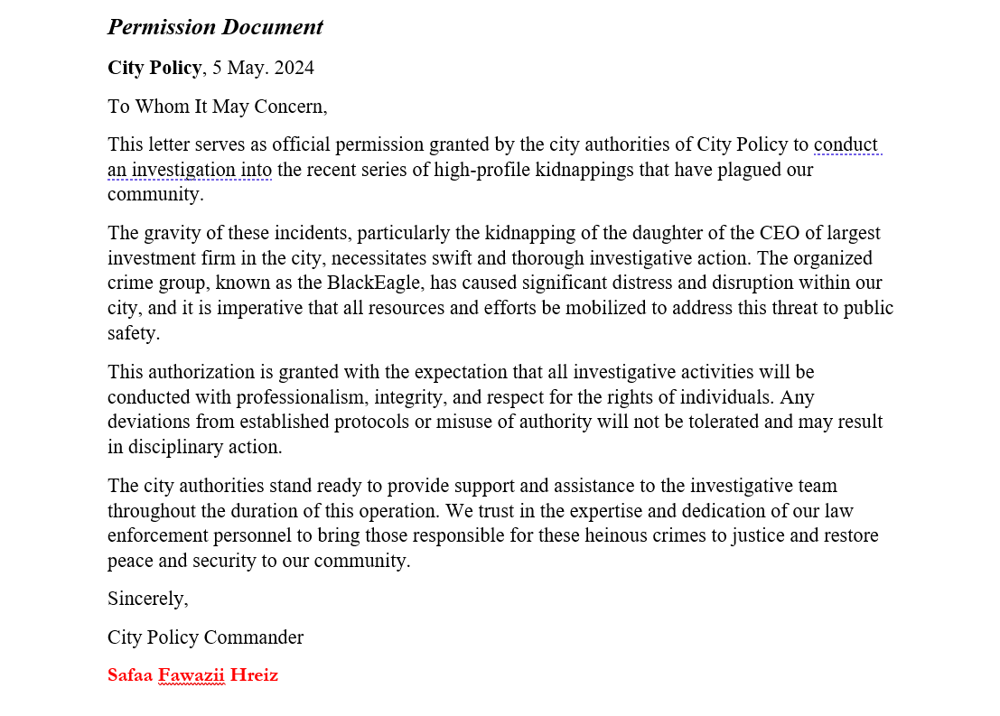 Permission Document
City Policy, 5 May. 2024
To Whom It May Concern,
This letter serves as official permission granted by the city authorities of City Policy to conduct
an investigation into the recent series of high-profile kidnappings that have plagued our
community.
The gravity of these incidents, particularly the kidnapping of the daughter of the CEO of largest
investment firm in the city, necessitates swift and thorough investigative action. The organized
crime group, known as the BlackEagle, has caused significant distress and disruption within our
city, and it is imperative that all resources and efforts be mobilized to address this threat to public
safety.
This authorization is granted with the expectation that all investigative activities will be
conducted with professionalism, integrity, and respect for the rights of individuals. Any
deviations from established protocols or misuse of authority will not be tolerated and may result
in disciplinary action.
The city authorities stand ready to provide support and assistance to the investigative team
throughout the duration of this operation. We trust in the expertise and dedication of our law
enforcement personnel to bring those responsible for these heinous crimes to justice and restore
peace and security to our community.
Sincerely,
City Policy Commander
Safaa Fawazii Hreiz